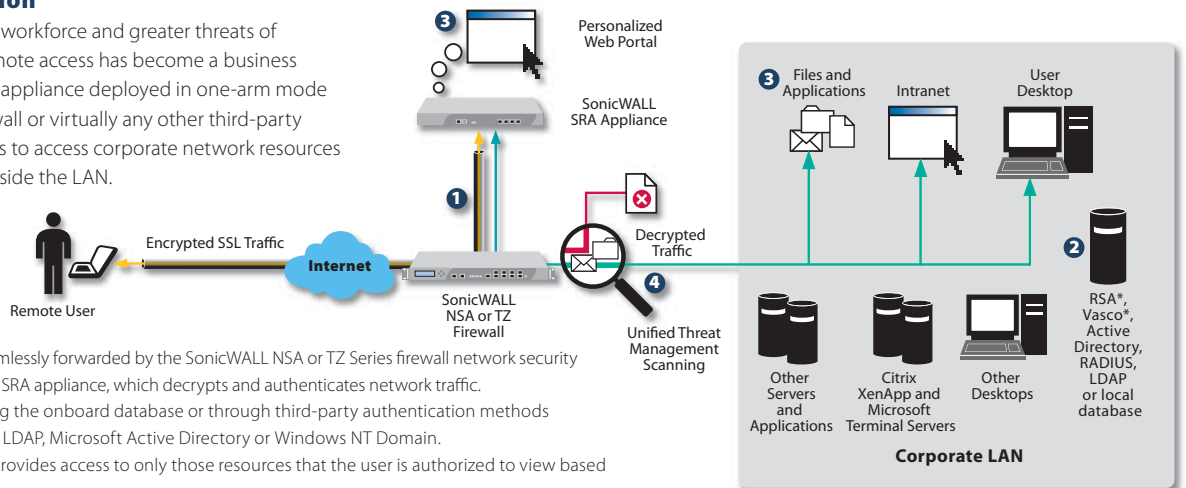 workforce and greater threats of
note access has become a business
appliance deployed in one-arm mode
wall or virtually any other third-party
s to access corporate network resources
side the LAN.
3
Personalized
Web Portal
SonicWALL
SRA Appliance
1
Encrypted SSL Traffic
Internet
Remote User
SonicWALL
NSA or TZ
Firewall
Decrypted
Traffic
4
Unified Threat
Management
Scanning
3
Files and
Applications
Intranet
User
Desktop
2
RSA*,
Vasco*,
Active
Directory,
RADIUS,
LDAP
or local
database
Other
Servers
and
Applications
Citrix
XenApp and
Microsoft
Terminal Servers
Other
Desktops
Corporate LAN
mlessly forwarded by the SonicWALL NSA or TZ Series firewall network security
SRA appliance, which decrypts and authenticates network traffic.
g the onboard database or through third-party authentication methods
LDAP, Microsoft Active Directory or Windows NT Domain.
rovides access to only those resources that the user is authorized to view based